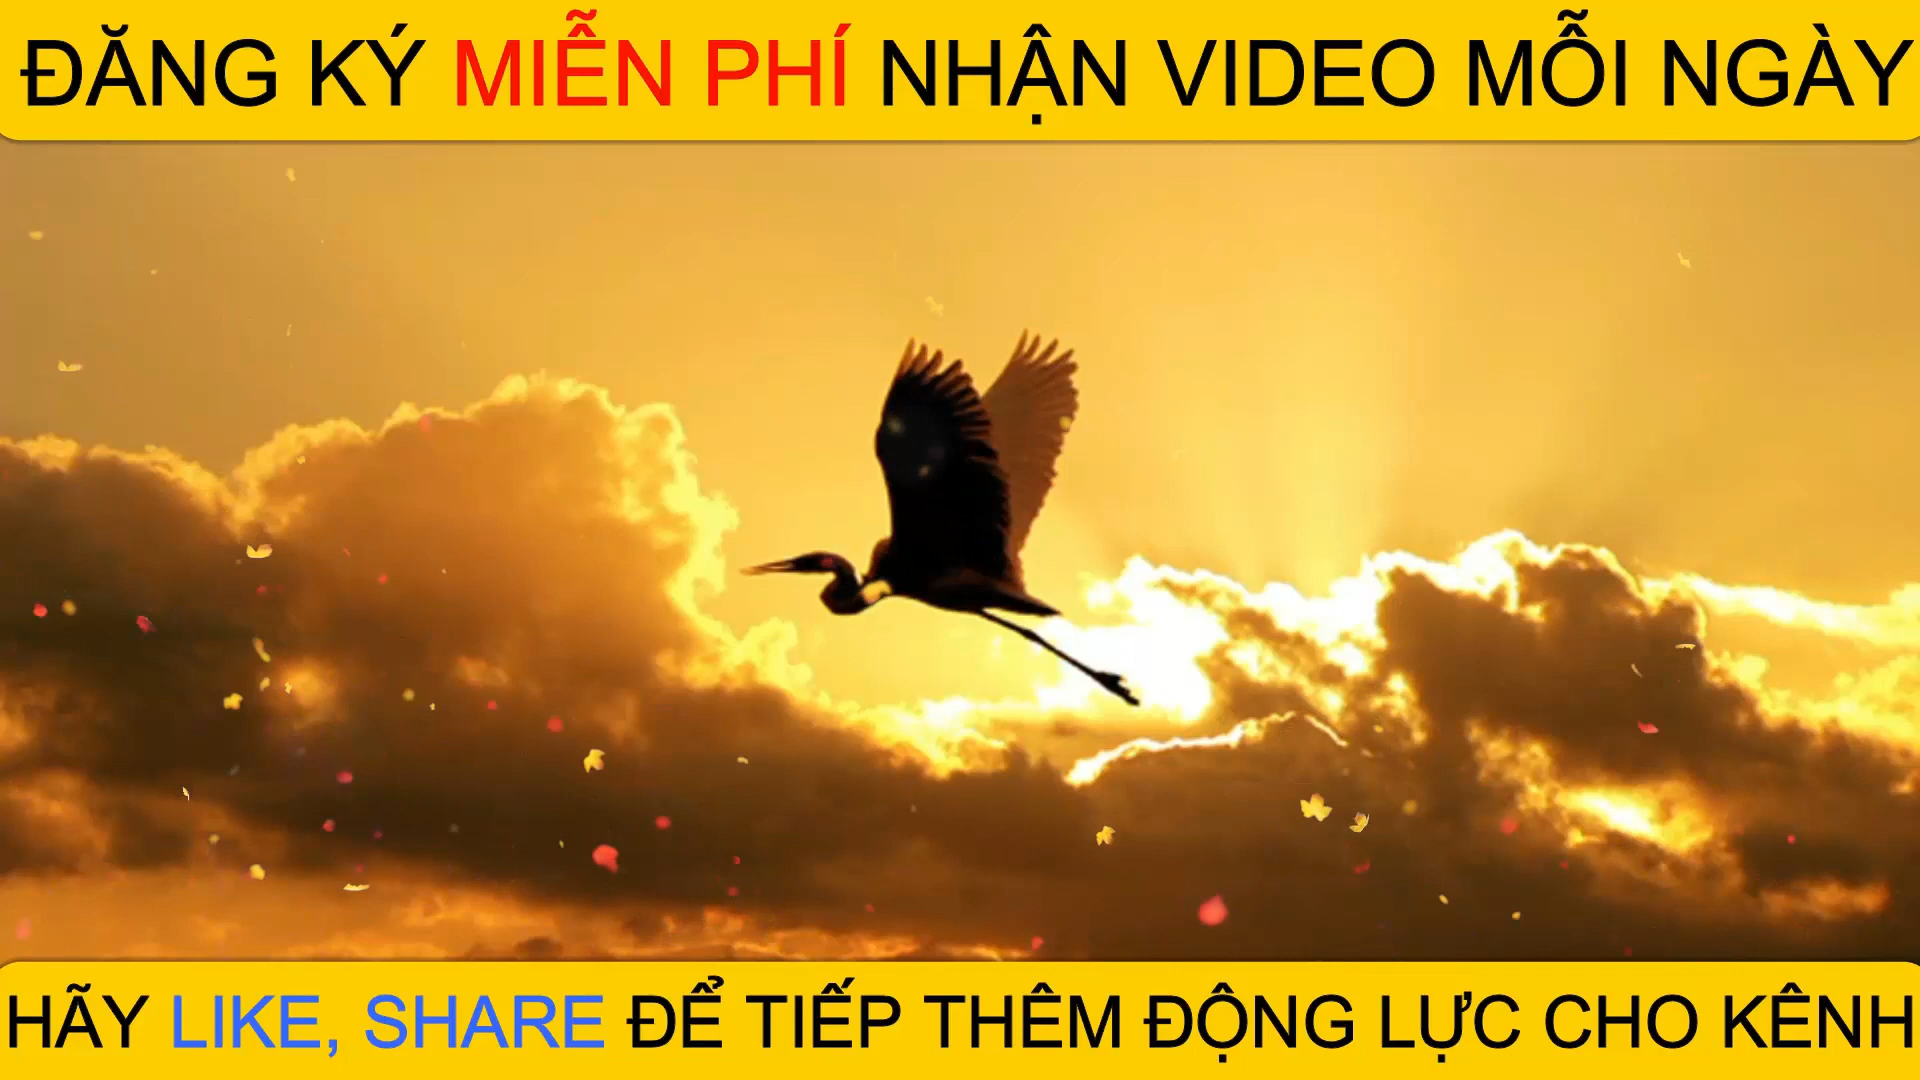 ĐĂNG KÝ MIỄN PHÍ NHẬN VIDEO MỖI NGÀY
HÃY LIKE, SHARE ĐỂ TIẾP THÊM ĐỘNG LỰC CHO KÊNH